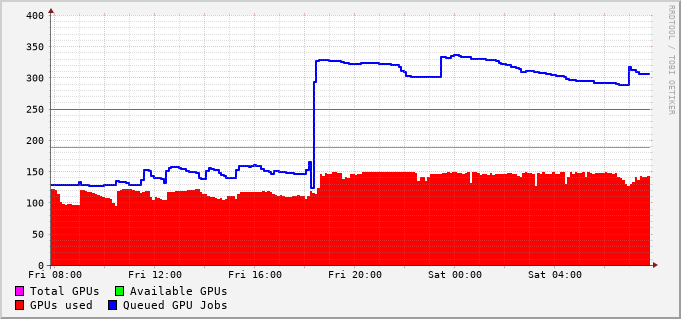 400
350
300
250
200
150
100
50
0
Fri 08:00 Fri 12:00 Fri 16:00 Fri 20:00 Sat 00:00 Sat 04:00
Total GPUs Available GPUs
GPUs used Queued GPU Jobs
RRDTOOL / TOBI OETIKER